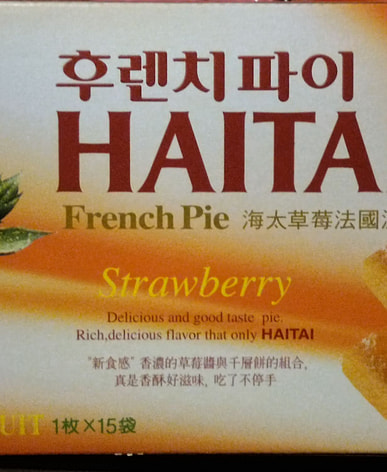 후렌치파이
HAITA
French Pie 海太草莓法國
Strawberry
Delicious and good taste pie.
Rich,delicious flavor that only HAITAI
"新食感" 香濃的草莓醬與千層餅的組合,
真是香酥好滋味, 吃了不停手
UIT 1枚×15袋